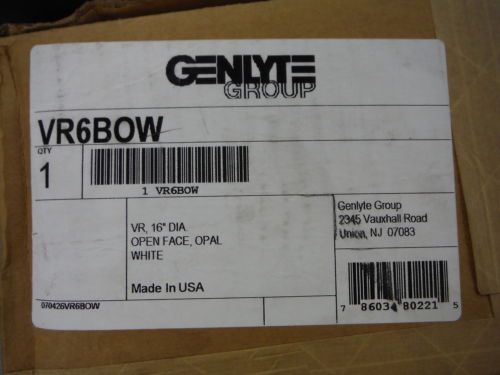 GENLYTE
GROUP
VR6BOW
QTY
1
1 VR6BOW
VR, 16" DIA.
OPEN FACE, OPAL
WHITE
Made In USA
Genlyte Group
2345 Vauxhall Road
Union, NJ 07083
070426VR6BOW
7 86034 80221 5